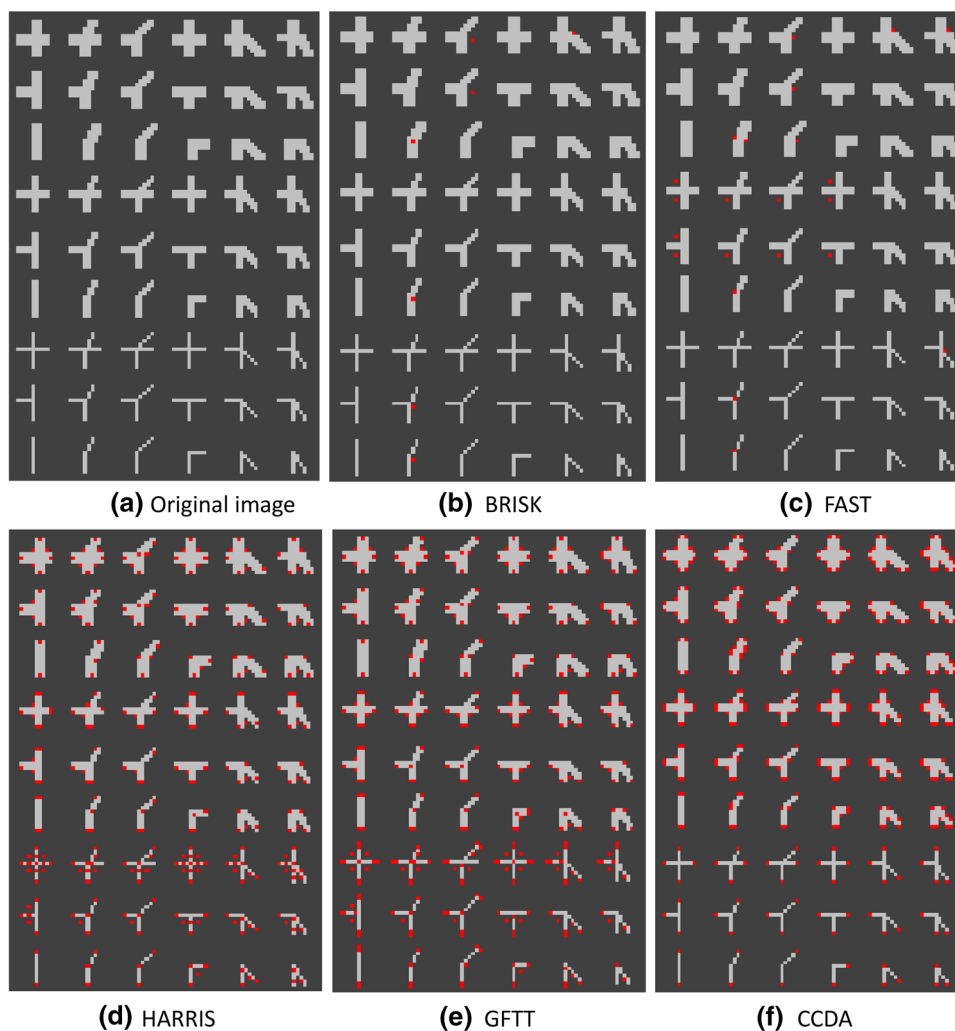 (a) Original image
(b) BRISK
(c) FAST
(d) HARRIS
(e) GFTT
(f) CCDA